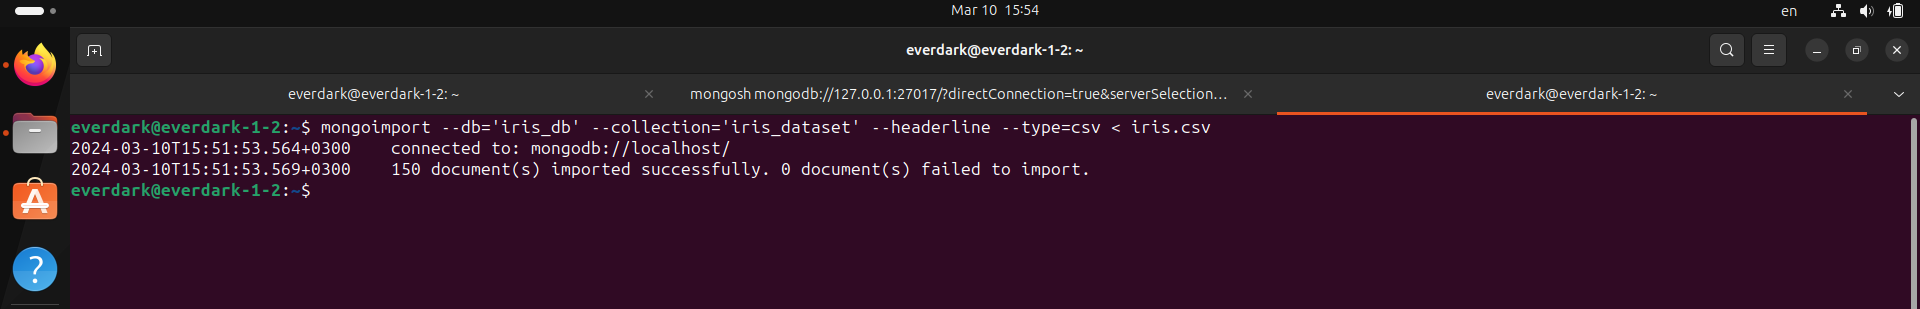 Mar 10 15:54
en
everdark@everdark-1-2: ~
everdark@everdark-1-2: ~
mongosh mongodb://127.0.0.1:27017/?directConnection=true&serverSelection…
everdark@everdark-1-2: ~
everdark@everdark-1-2:~$ mongoimport --db='iris_db' --collection='iris_dataset' --headerline --type=csv < iris.csv
2024-03-10T15:51:53.564+0300    connected to: mongodb://localhost/
2024-03-10T15:51:53.569+0300    150 document(s) imported successfully. 0 document(s) failed to import.
everdark@everdark-1-2:~$